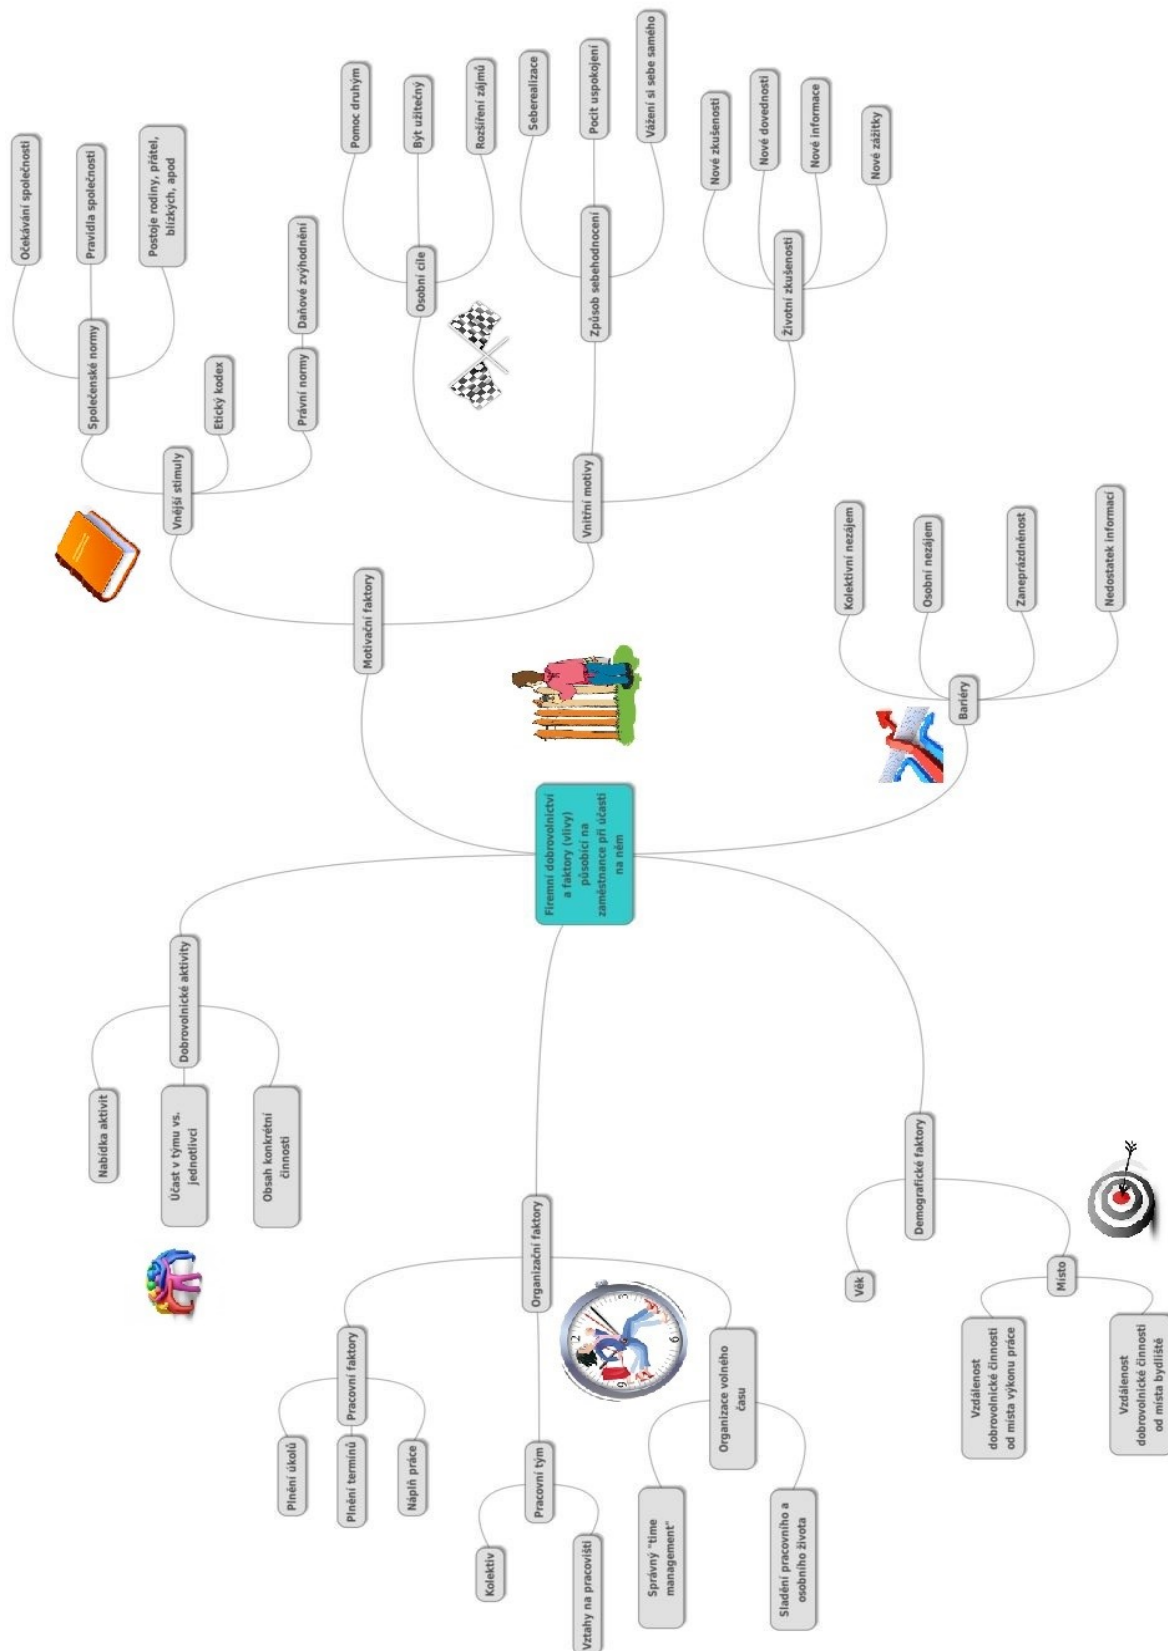 Firemní dobrovolnictví
a faktory (vlivy)
působící na
zaměstnance při účasti
na něm
Dobrovolnické aktivity
Nabídka aktivit
Účast v týmu vs.
jednotlivci
Obsah konkrétní
činnosti
Organizační faktory
Pracovní faktory
Plnění úkolů
Plnění termínů
Náplň práce
Pracovní tým
Kolektiv
Vztahy na pracovišti
Organizace volného
času
Správný "time
management"
Sladění pracovního a
osobního života
Demografické faktory
Věk
Místo
Vzdálenost
dobrovolnické činnosti
od místa výkonu práce
Vzdálenost
dobrovolnické činnosti
od místa bydliště
Motivační faktory
Vnější stimuly
Společenské normy
Očekávání společnosti
Pravidla společnosti
Postoje rodiny, přátel,
blízkých, apod
Etický kodex
Právní normy
Daňové zvýhodnění
Vnitřní motivy
Osobní cíle
Pomoc druhým
Být užitečný
Rozšíření zájmů
Způsob sebehodnocení
Seberealizace
Pocit uspokojení
Vážení si sebe samého
Životní zkušenosti
Nové zkušenosti
Nové dovednosti
Nové informace
Nové zážitky
Bariéry
Kolektivní nezájem
Osobní nezájem
Zaneprázdněnost
Nedostatek informací